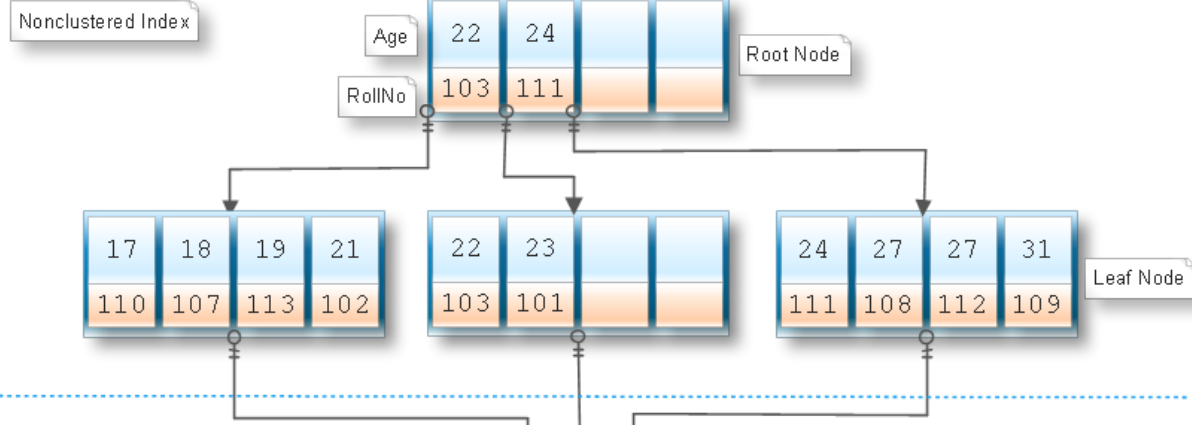 Nonclustered Index
Age
22 24
Root Node
RollNo
103 111
17 18 19 21
22 23
24 27 27 31
Leaf Node
110 107 113 102
103 101
111 108 112 109